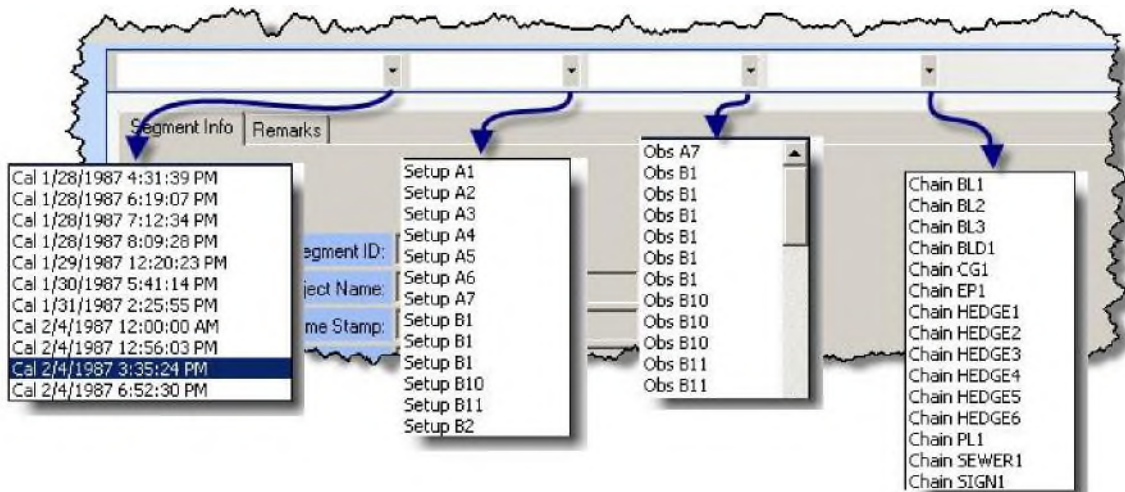 Segment Info
Remarks
Cal 1/28/1987 4:31:39 PM
Cal 1/28/1987 6:19:07 PM
Cal 1/28/1987 7:12:34 PM
Cal 1/28/1987 8:09:28 PM
Cal 1/29/1987 12:20:23 PM
Cal 1/30/1987 5:41:14 PM
Cal 1/31/1987 2:25:55 PM
Cal 2/4/1987 12:00:00 AM
Cal 2/4/1987 12:56:03 PM
Cal 2/4/1987 3:35:24 PM
Cal 2/4/1987 6:52:30 PM
egment ID:
ject Name:
me Stamp:
Setup A1
Setup A2
Setup A3
Setup A4
Setup A5
Setup A6
Setup A7
Setup B1
Setup B1
Setup B1
Setup B10
Setup B11
Setup B2
Obs A7
Obs B1
Obs B1
Obs B1
Obs B1
Obs B1
Obs B1
Obs B10
Obs B10
Obs B10
Obs B11
Obs B11
Chain BL1
Chain BL2
Chain BL3
Chain BLD1
Chain CG1
Chain EP1
Chain HEDGE1
Chain HEDGE2
Chain HEDGE3
Chain HEDGE4
Chain HEDGE5
Chain HEDGE6
Chain PL1
Chain SEWER1
Chain SIGN1